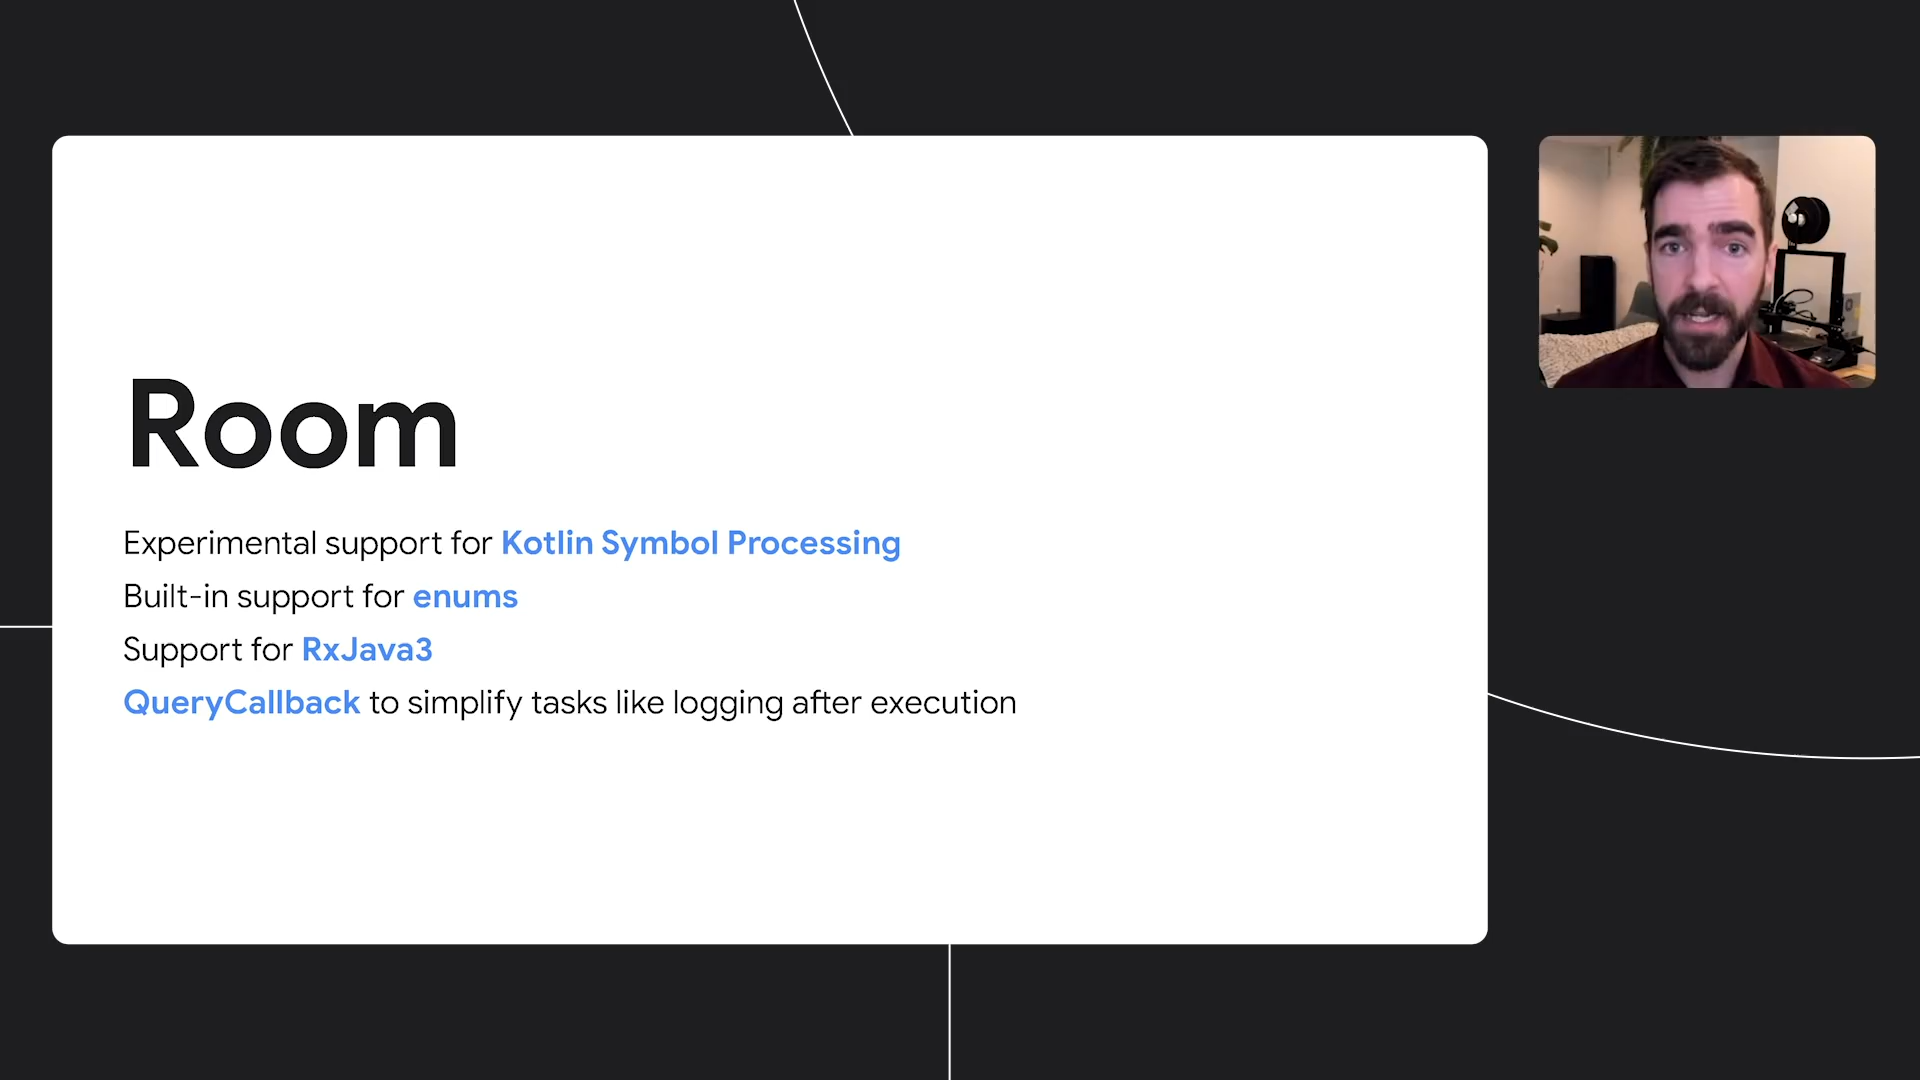 Room
Experimental support for Kotlin Symbol Processing
Built-in support for enums
Support for RxJava3
QueryCallback to simplify tasks like logging after execution